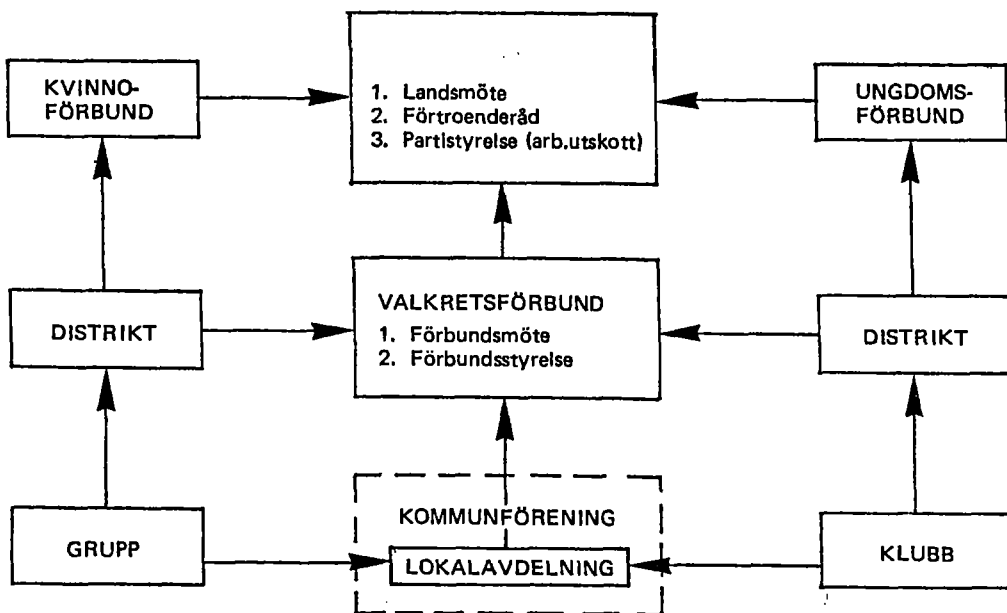 KVINNO-
FÖRBUND
1. Landsmöte
2. Förtroenderåd
3. Partistyrelse (arb.utskott)
UNGDOMS-
FÖRBUND
DISTRIKT
VALKRETSFÖRBUND
1. Förbundsmöte
2. Förbundsstyrelse
DISTRIKT
GRUPP
KOMMUNFÖRENING
LOKALAVDELNING
KLUBB